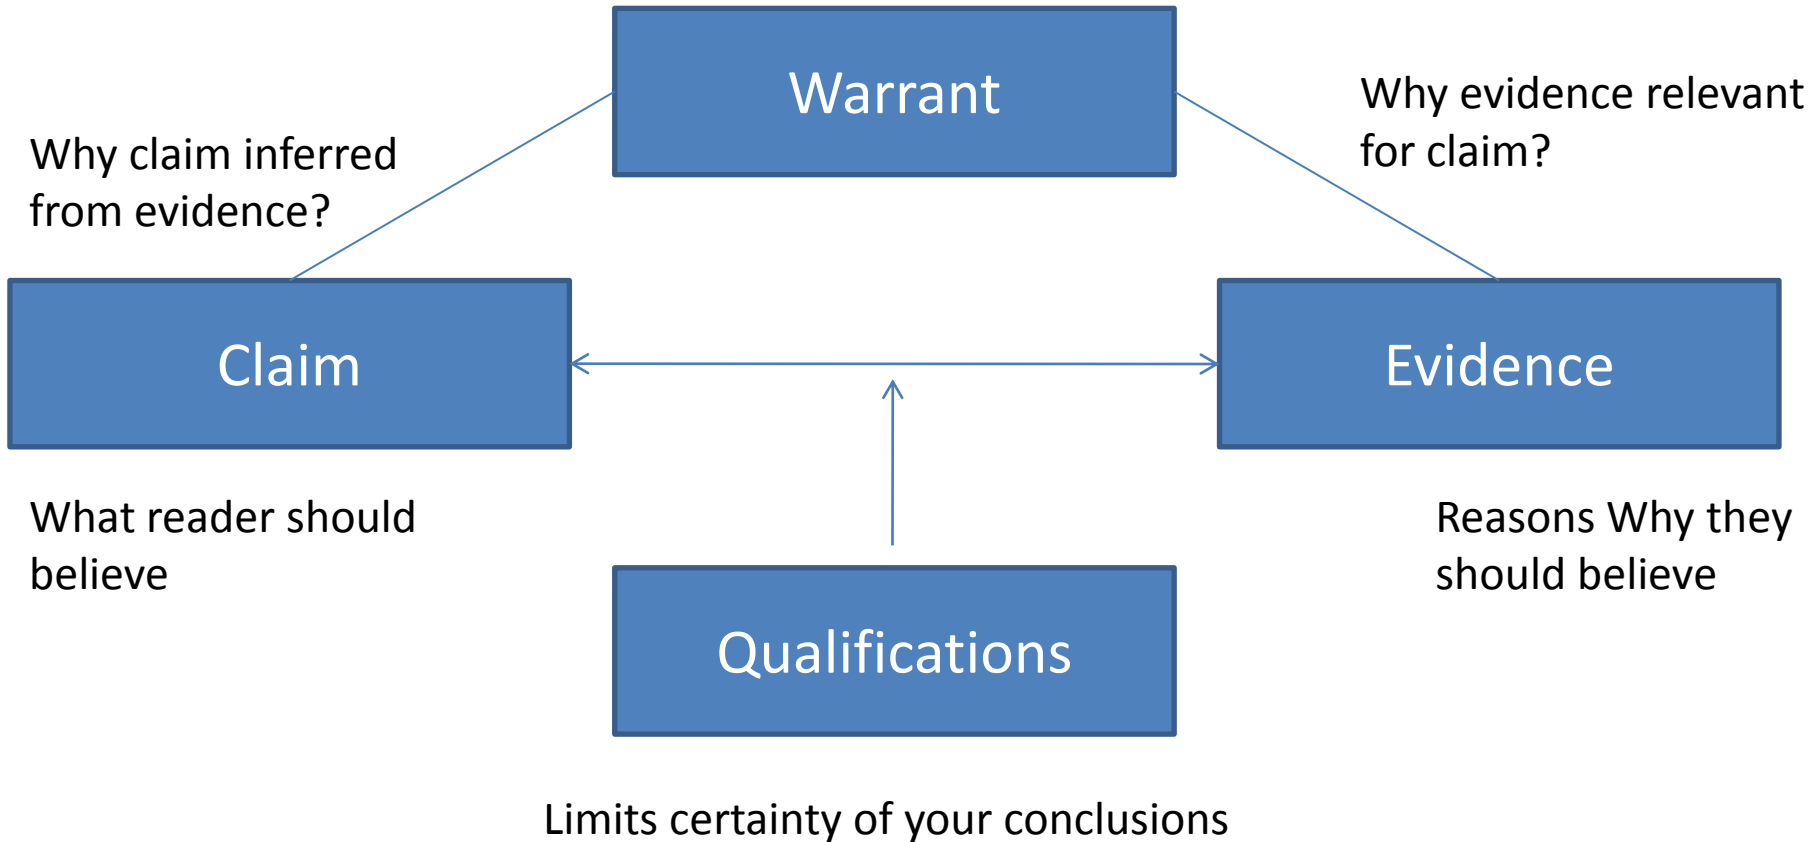 Warrant
Why evidence relevant
for claim?
Why claim inferred
from evidence?
Claim
Evidence
What reader should
believe
Reasons Why they
should believe
Qualifications
Limits certainty of your conclusions